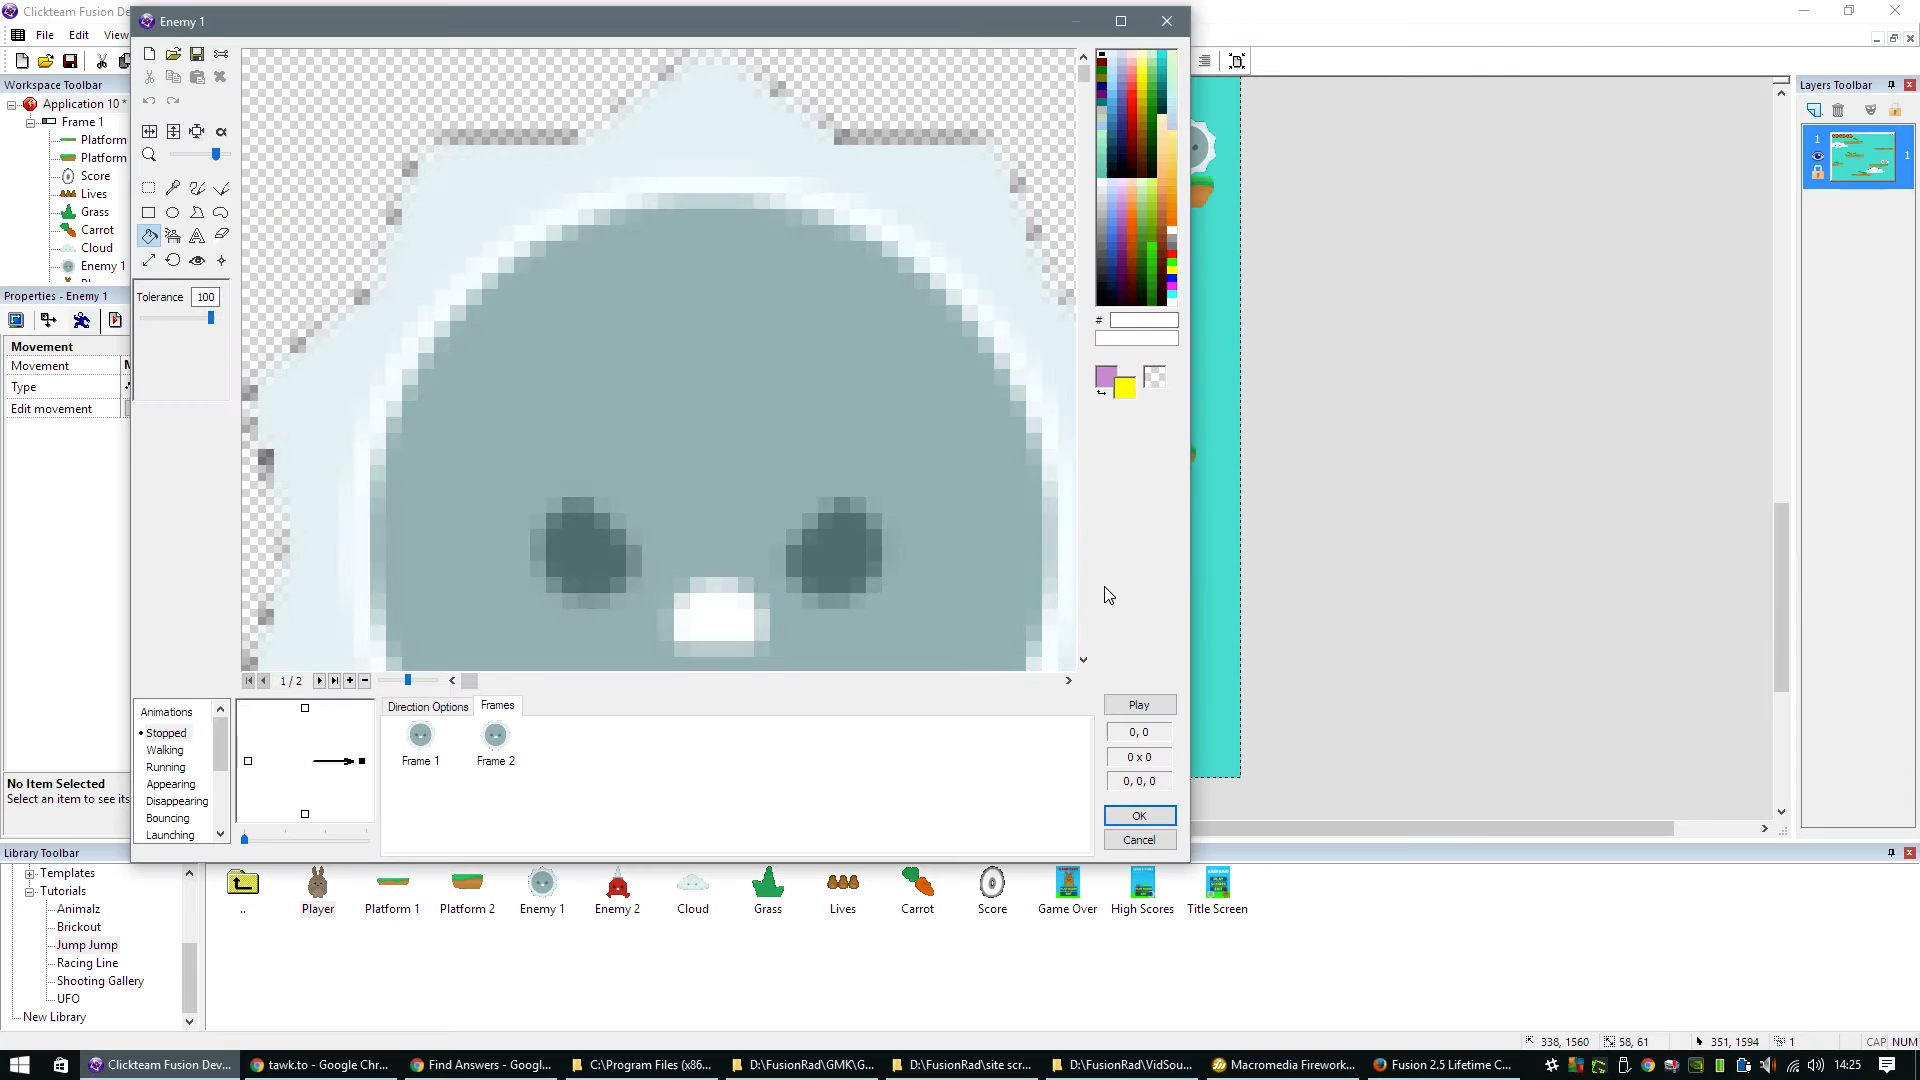 Clickteam Fusion De
Enemy 1
File Edit View
Workspace Toolbar
Application 10 *
Frame 1
Platform
Platform
Score
Lives
Grass
Carrot
Cloud
Enemy 1
Properties - Enemy 1
Movement
Movement
Type
Edit movement
No Item Selected
Select an item to see its
Tolerance 100
#
Layers Toolbar
1
1
1 / 2
Animations
Stopped
Walking
Running
Appearing
Disappearing
Bouncing
Launching
Direction Options Frames
Frame 1 Frame 2
Play
0, 0
0 x 0
0, 0, 0
OK
Cancel
Library Toolbar
Templates
Tutorials
Animalz
Brickout
Jump Jump
Racing Line
Shooting Gallery
UFO
New Library
.. Player Platform 1 Platform 2 Enemy 1 Enemy 2 Cloud Grass Lives Carrot Score Game Over High Scores Title Screen
338, 1560 58, 61 351, 1594 1 CAP NUM
Clickteam Fusion Dev... tawk.to - Google Chr... Find Answers - Googl... C:\Program Files (x86... D:\FusionRad\GMK\G... D:\FusionRad\site scr... D:\FusionRad\VidSou... Macromedia Firework... Fusion 2.5 Lifetime C... 14:25